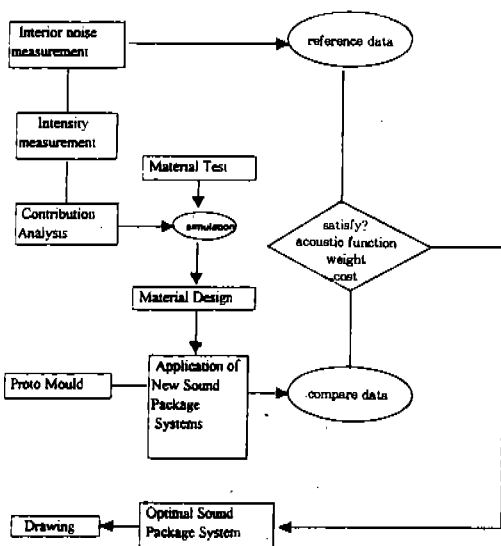 Interior noise
measurement
reference data
Intensity
measurement
Material Test
Contribution
Analysis
simulation
satisfy?
acoustic function
weight
cost
Material Design
Proto Mould
Application of
New Sound
Package
Systems
compare data
Drawing
Optimal Sound
Package System